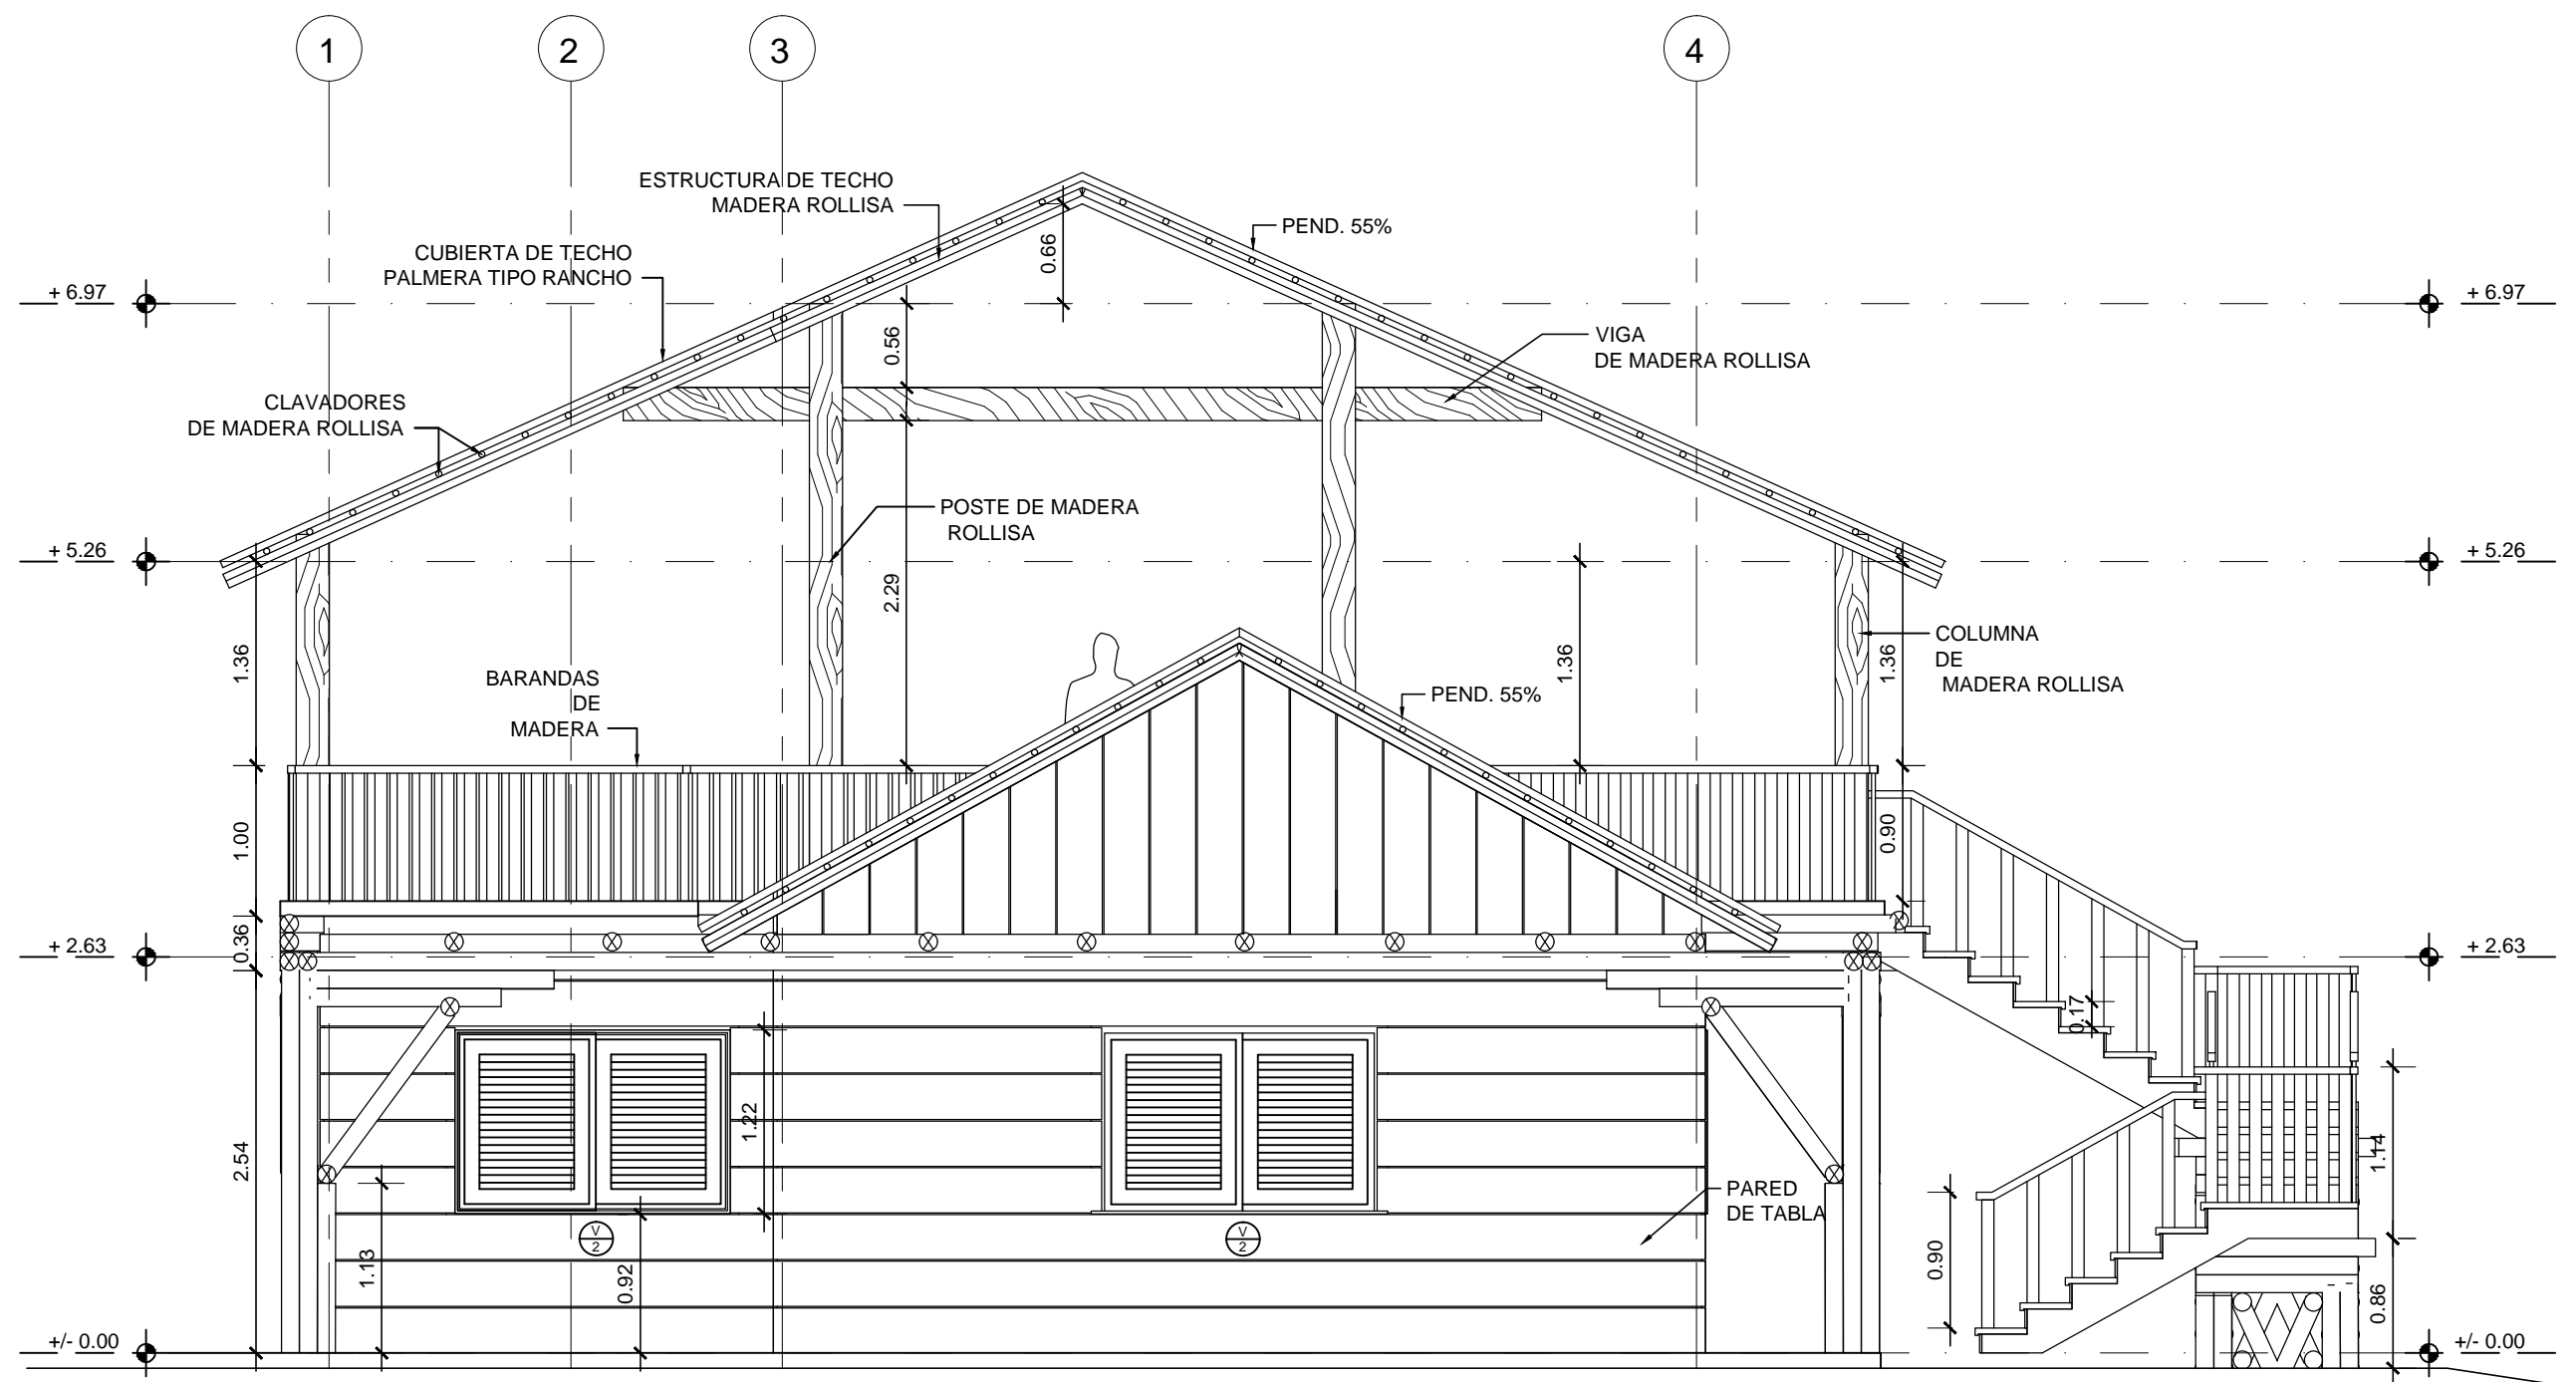 1
2
3
4
ESTRUCTURA DE TECHO
MADERA ROLLISA
PEND. 55%
CUBIERTA DE TECHO
PALMERA TIPO RANCHO
0.66
+ 6.97
+ 6.97
VIGA
DE MADERA ROLLISA
0.56
CLAVADORES
DE MADERA ROLLISA
POSTE DE MADERA
ROLLISA
+ 5.26
+ 5.26
2.29
COLUMNA
DE
MADERA ROLLISA
1.36
1.36
1.36
BARANDAS
DE
MADERA
PEND. 55%
1.00
0.90
0.36
+ 2.63
+ 2.63
0.17
1.22
2.54
1.14
PARED
DE TABLA
V
2
V
2
1.13
0.92
0.90
0.86
+/- 0.00
+/- 0.00